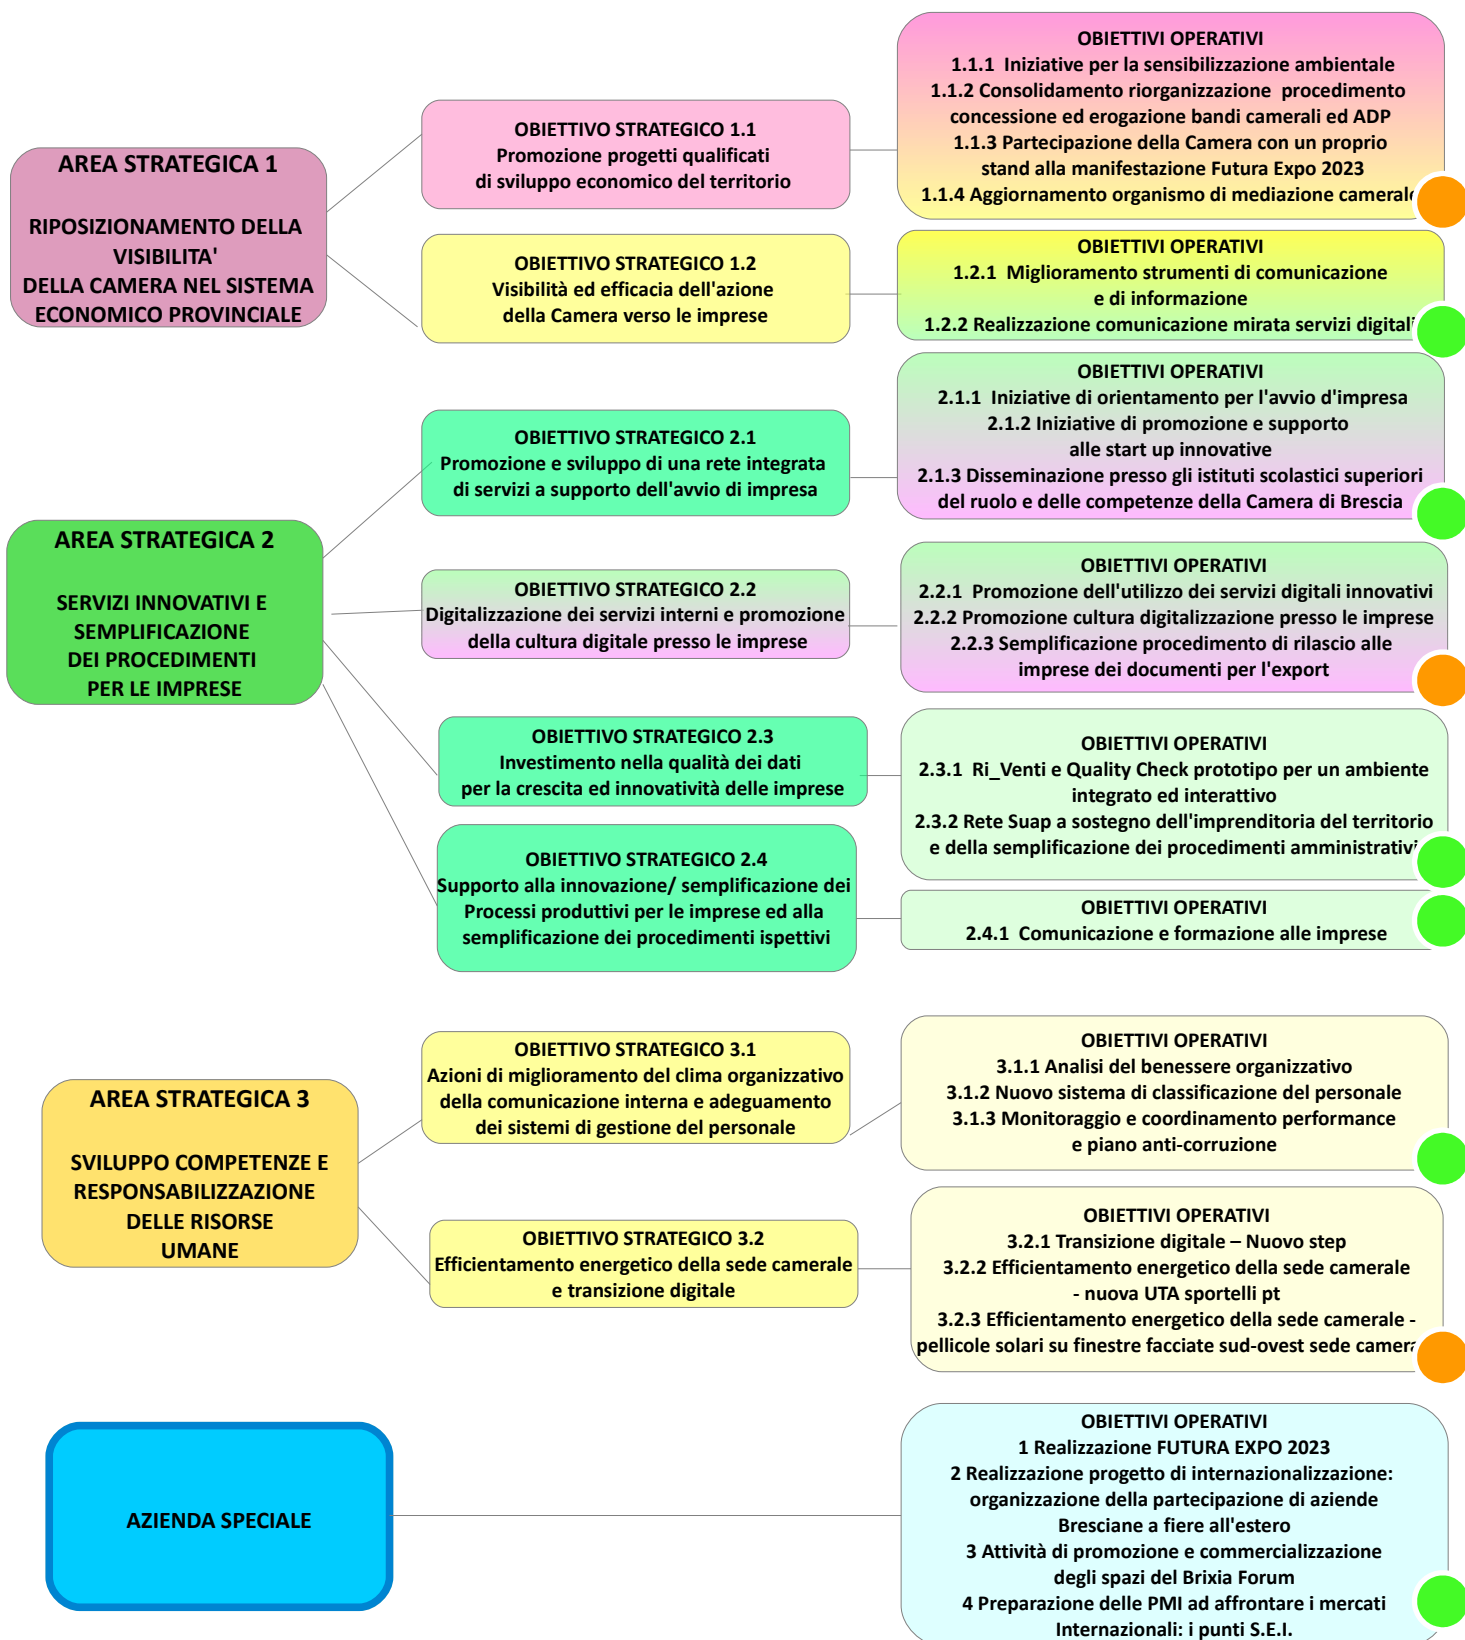 AREA STRATEGICA 1
RIPOSIZIONAMENTO DELLA
VISIBILITA'
DELLA CAMERA NEL SISTEMA
ECONOMICO PROVINCIALE
OBIETTIVO STRATEGICO 1.1
Promozione progetti qualificati
di sviluppo economico del territorio
OBIETTIVI OPERATIVI
1.1.1 Iniziative per la sensibilizzazione ambientale
1.1.2 Consolidamento riorganizzazione procedimento
concessione ed erogazione bandi camerali ed ADP
1.1.3 Partecipazione della Camera con un proprio
stand alla manifestazione Futura Expo 2023
1.1.4 Aggiornamento organismo di mediazione camerale
OBIETTIVO STRATEGICO 1.2
Visibilità ed efficacia dell'azione
della Camera verso le imprese
OBIETTIVI OPERATIVI
1.2.1 Miglioramento strumenti di comunicazione
e di informazione
1.2.2 Realizzazione comunicazione mirata servizi digitali
AREA STRATEGICA 2
SERVIZI INNOVATIVI E
SEMPLIFICAZIONE
DEI PROCEDIMENTI
PER LE IMPRESE
OBIETTIVO STRATEGICO 2.1
Promozione e sviluppo di una rete integrata
di servizi a supporto dell'avvio di impresa
OBIETTIVI OPERATIVI
2.1.1 Iniziative di orientamento per l'avvio d'impresa
2.1.2 Iniziative di promozione e supporto
alle start up innovative
2.1.3 Disseminazione presso gli istituti scolastici superiori
del ruolo e delle competenze della Camera di Brescia
OBIETTIVO STRATEGICO 2.2
Digitalizzazione dei servizi interni e promozione
della cultura digitale presso le imprese
OBIETTIVI OPERATIVI
2.2.1 Promozione dell'utilizzo dei servizi digitali innovativi
2.2.2 Promozione cultura digitalizzazione presso le imprese
2.2.3 Semplificazione procedimento di rilascio alle
imprese dei documenti per l'export
OBIETTIVO STRATEGICO 2.3
Investimento nella qualità dei dati
per la crescita ed innovatività delle imprese
OBIETTIVI OPERATIVI
2.3.1 Ri_Venti e Quality Check prototipo per un ambiente
integrato ed interattivo
2.3.2 Rete Suap a sostegno dell'imprenditoria del territorio
e della semplificazione dei procedimenti amministrativi
OBIETTIVO STRATEGICO 2.4
Supporto alla innovazione/ semplificazione dei
Processi produttivi per le imprese ed alla
semplificazione dei procedimenti ispettivi
OBIETTIVI OPERATIVI
2.4.1 Comunicazione e formazione alle imprese
AREA STRATEGICA 3
SVILUPPO COMPETENZE E
RESPONSABILIZZAZIONE
DELLE RISORSE
UMANE
OBIETTIVO STRATEGICO 3.1
Azioni di miglioramento del clima organizzativo
della comunicazione interna e adeguamento
dei sistemi di gestione del personale
OBIETTIVI OPERATIVI
3.1.1 Analisi del benessere organizzativo
3.1.2 Nuovo sistema di classificazione del personale
3.1.3 Monitoraggio e coordinamento performance
e piano anti-corruzione
OBIETTIVO STRATEGICO 3.2
Efficientamento energetico della sede camerale
e transizione digitale
OBIETTIVI OPERATIVI
3.2.1 Transizione digitale – Nuovo step
3.2.2 Efficientamento energetico della sede camerale
- nuova UTA sportelli pt
3.2.3 Efficientamento energetico della sede camerale -
pellicole solari su finestre facciate sud-ovest sede
AZIENDA SPECIALE
OBIETTIVI OPERATIVI
1 Realizzazione FUTURA EXPO 2023
2 Realizzazione progetto di internazionalizzazione:
organizzazione della partecipazione di aziende
Bresciane a fiere all'estero
3 Attività di promozione e commercializzazione
degli spazi del Brixia Forum
4 Preparazione delle PMI ad affrontare i mercati
Internazionali: i punti S.E.I.